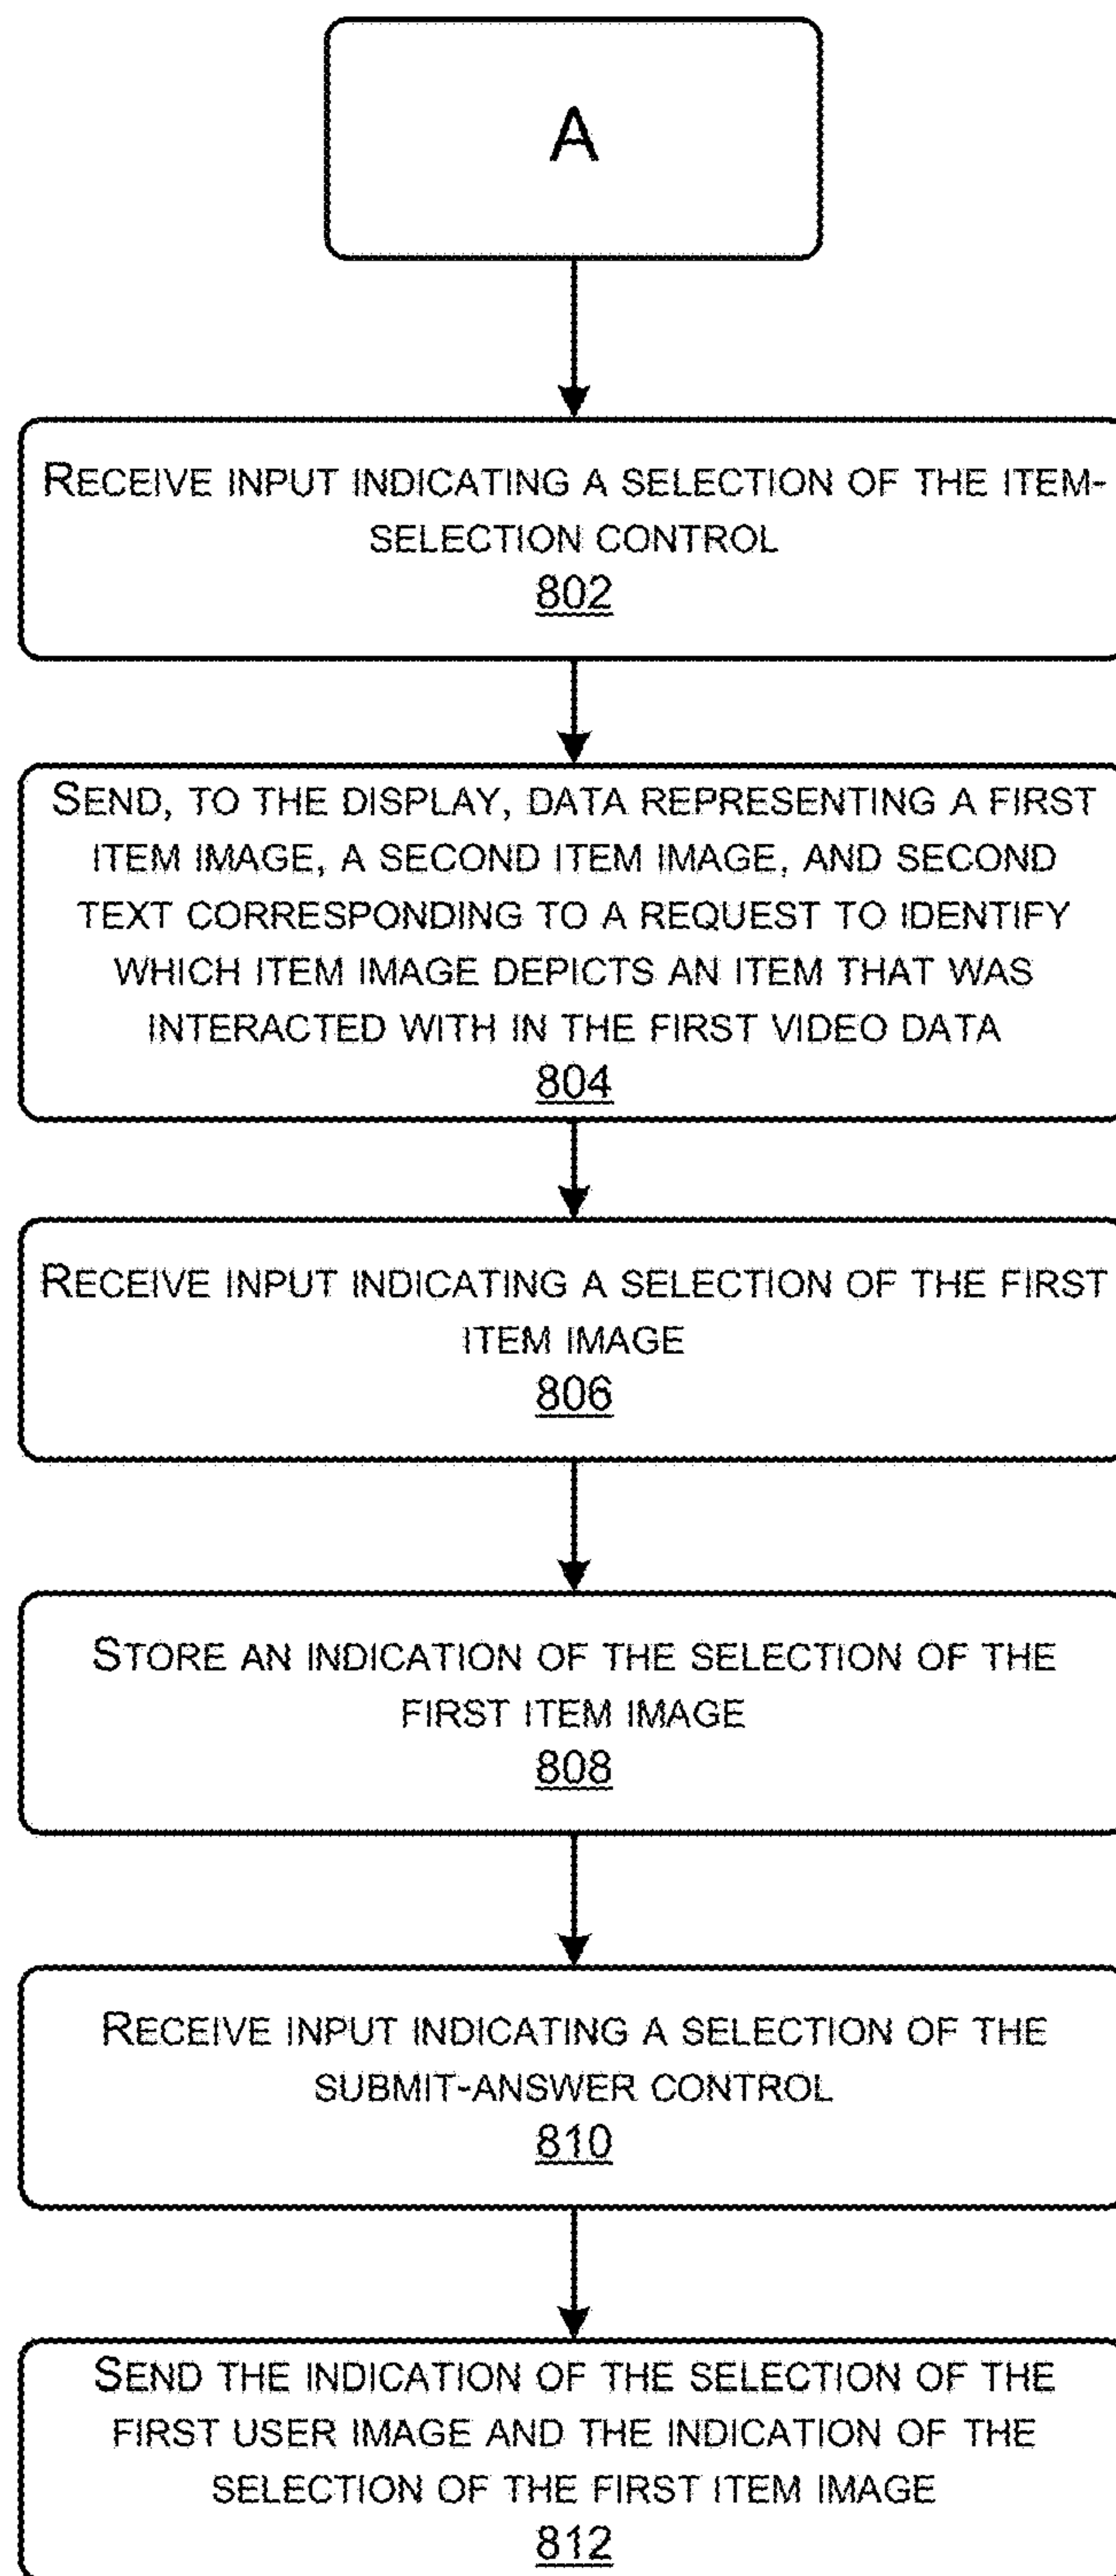 A
RECEIVE INPUT INDICATING A SELECTION OF THE ITEM-
SELECTION CONTROL
802
SEND, TO THE DISPLAY, DATA REPRESENTING A FIRST
ITEM IMAGE, A SECOND ITEM IMAGE, AND SECOND
TEXT CORRESPONDING TO A REQUEST TO IDENTIFY
WHICH ITEM IMAGE DEPICTS AN ITEM THAT WAS
INTERACTED WITH IN THE FIRST VIDEO DATA
804
RECEIVE INPUT INDICATING A SELECTION OF THE FIRST
ITEM IMAGE
806
STORE AN INDICATION OF THE SELECTION OF THE
FIRST ITEM IMAGE
808
RECEIVE INPUT INDICATING A SELECTION OF THE
SUBMIT-ANSWER CONTROL
810
SEND THE INDICATION OF THE SELECTION OF THE
FIRST USER IMAGE AND THE INDICATION OF THE
SELECTION OF THE FIRST ITEM IMAGE
812